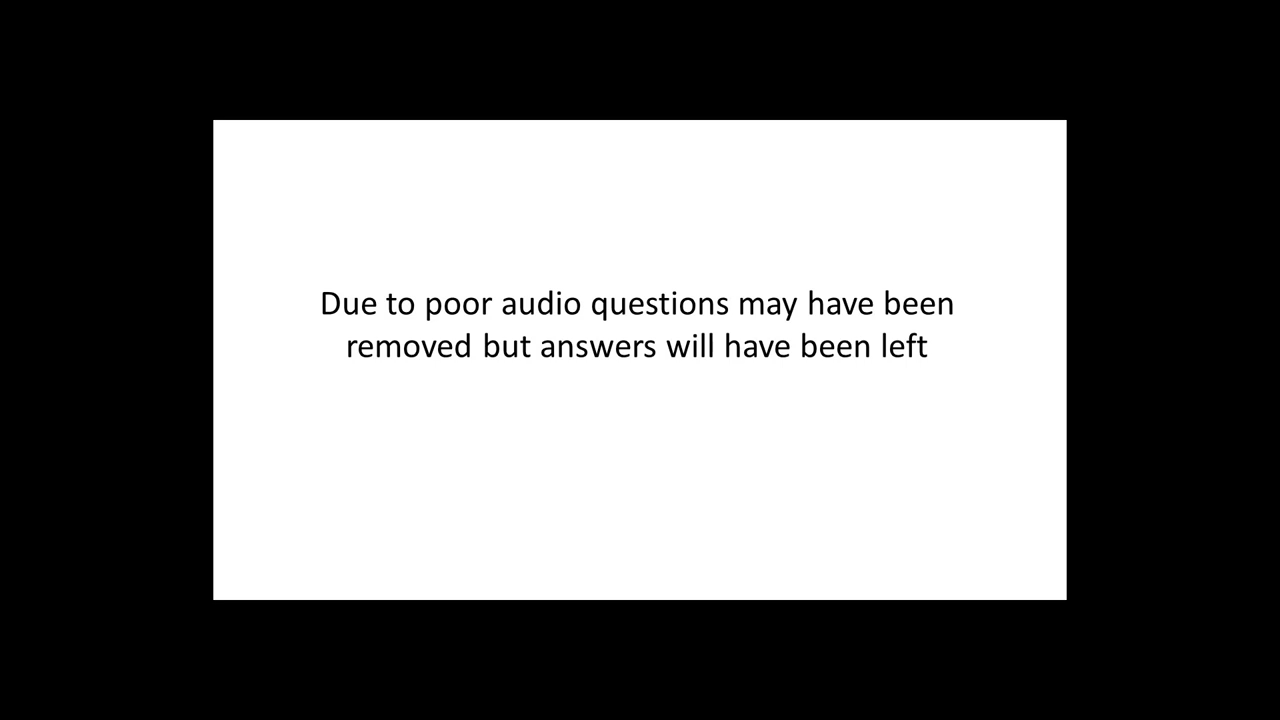 Due to poor audio questions may have been
removed but answers will have been left